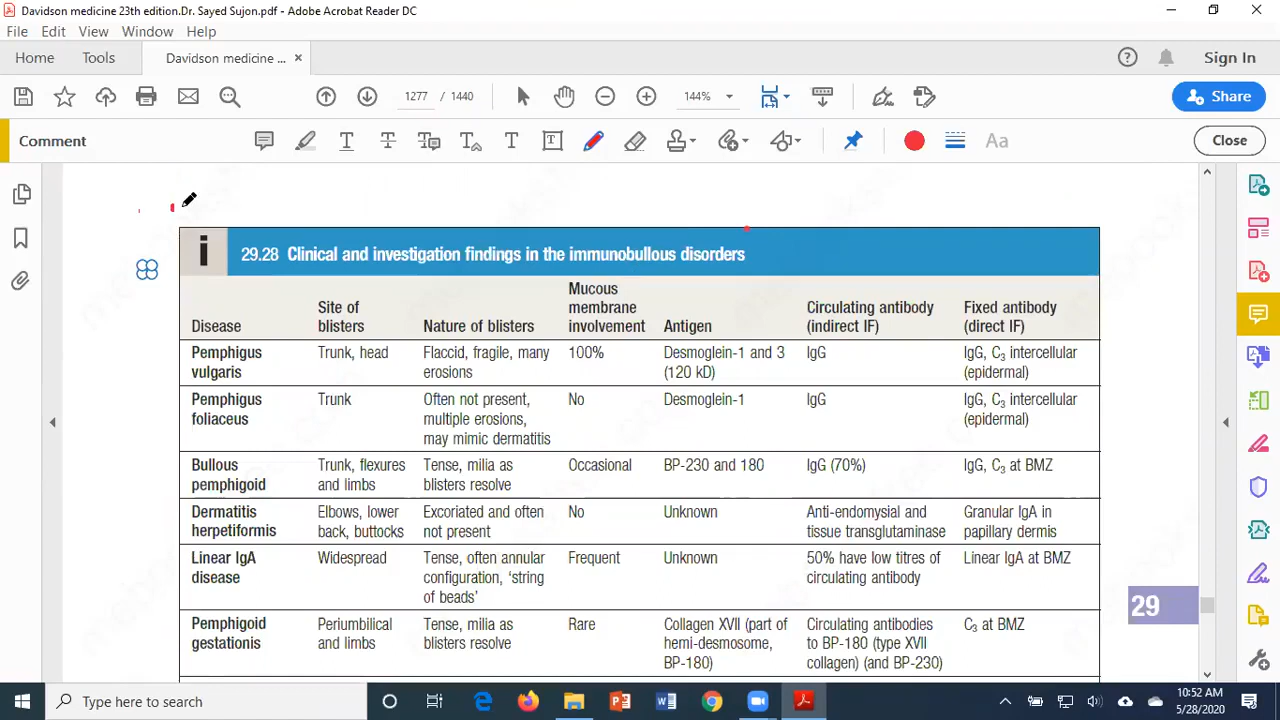 Davidson medicine 23th edition.Dr. Sayed Sujon.pdf - Adobe Acrobat Reader DC
File Edit View Window Help
Home Tools Davidson medicine ... ×
Sign In
1277 / 1440
144%
Share
Comment
Aa
Close
i 29.28 Clinical and investigation findings in the immunobullous disorders
Disease
Site of
blisters
Nature of blisters
Mucous
membrane
involvement
Antigen
Circulating antibody
(indirect IF)
Fixed antibody
(direct IF)
Pemphigus
vulgaris
Trunk, head
Flaccid, fragile, many
erosions
100%
Desmoglein-1 and 3
(120 kD)
IgG
IgG, C3 intercellular
(epidermal)
Pemphigus
foliaceus
Trunk
Often not present,
multiple erosions,
may mimic dermatitis
No
Desmoglein-1
IgG
IgG, C3 intercellular
(epidermal)
Bullous
pemphigoid
Trunk, flexures
and limbs
Tense, milia as
blisters resolve
Occasional
BP-230 and 180
IgG (70%)
IgG, C3 at BMZ
Dermatitis
herpetiformis
Elbows, lower
back, buttocks
Excoriated and often
not present
No
Unknown
Anti-endomysial and
tissue transglutaminase
Granular IgA in
papillary dermis
Linear IgA
disease
Widespread
Tense, often annular
configuration, ‘string
of beads’
Frequent
Unknown
50% have low titres of
circulating antibody
Linear IgA at BMZ
Pemphigoid
gestationis
Periumbilical
and limbs
Tense, milia as
blisters resolve
Rare
Collagen XVII (part of
hemi-desmosome,
BP-180)
Circulating antibodies
to BP-180 (type XVII
collagen) (and BP-230)
C3 at BMZ
29
Type here to search
10:52 AM
5/28/2020